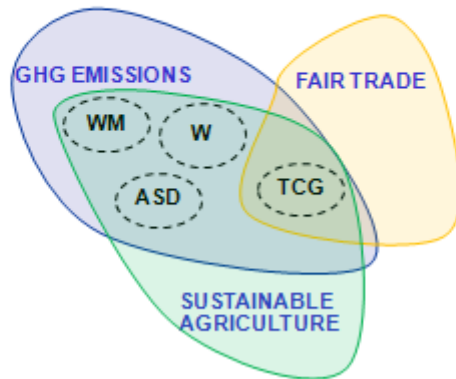 GHG EMISSIONS
FAIR TRADE
WM
W
ASD
TCG
SUSTAINABLE
AGRICULTURE